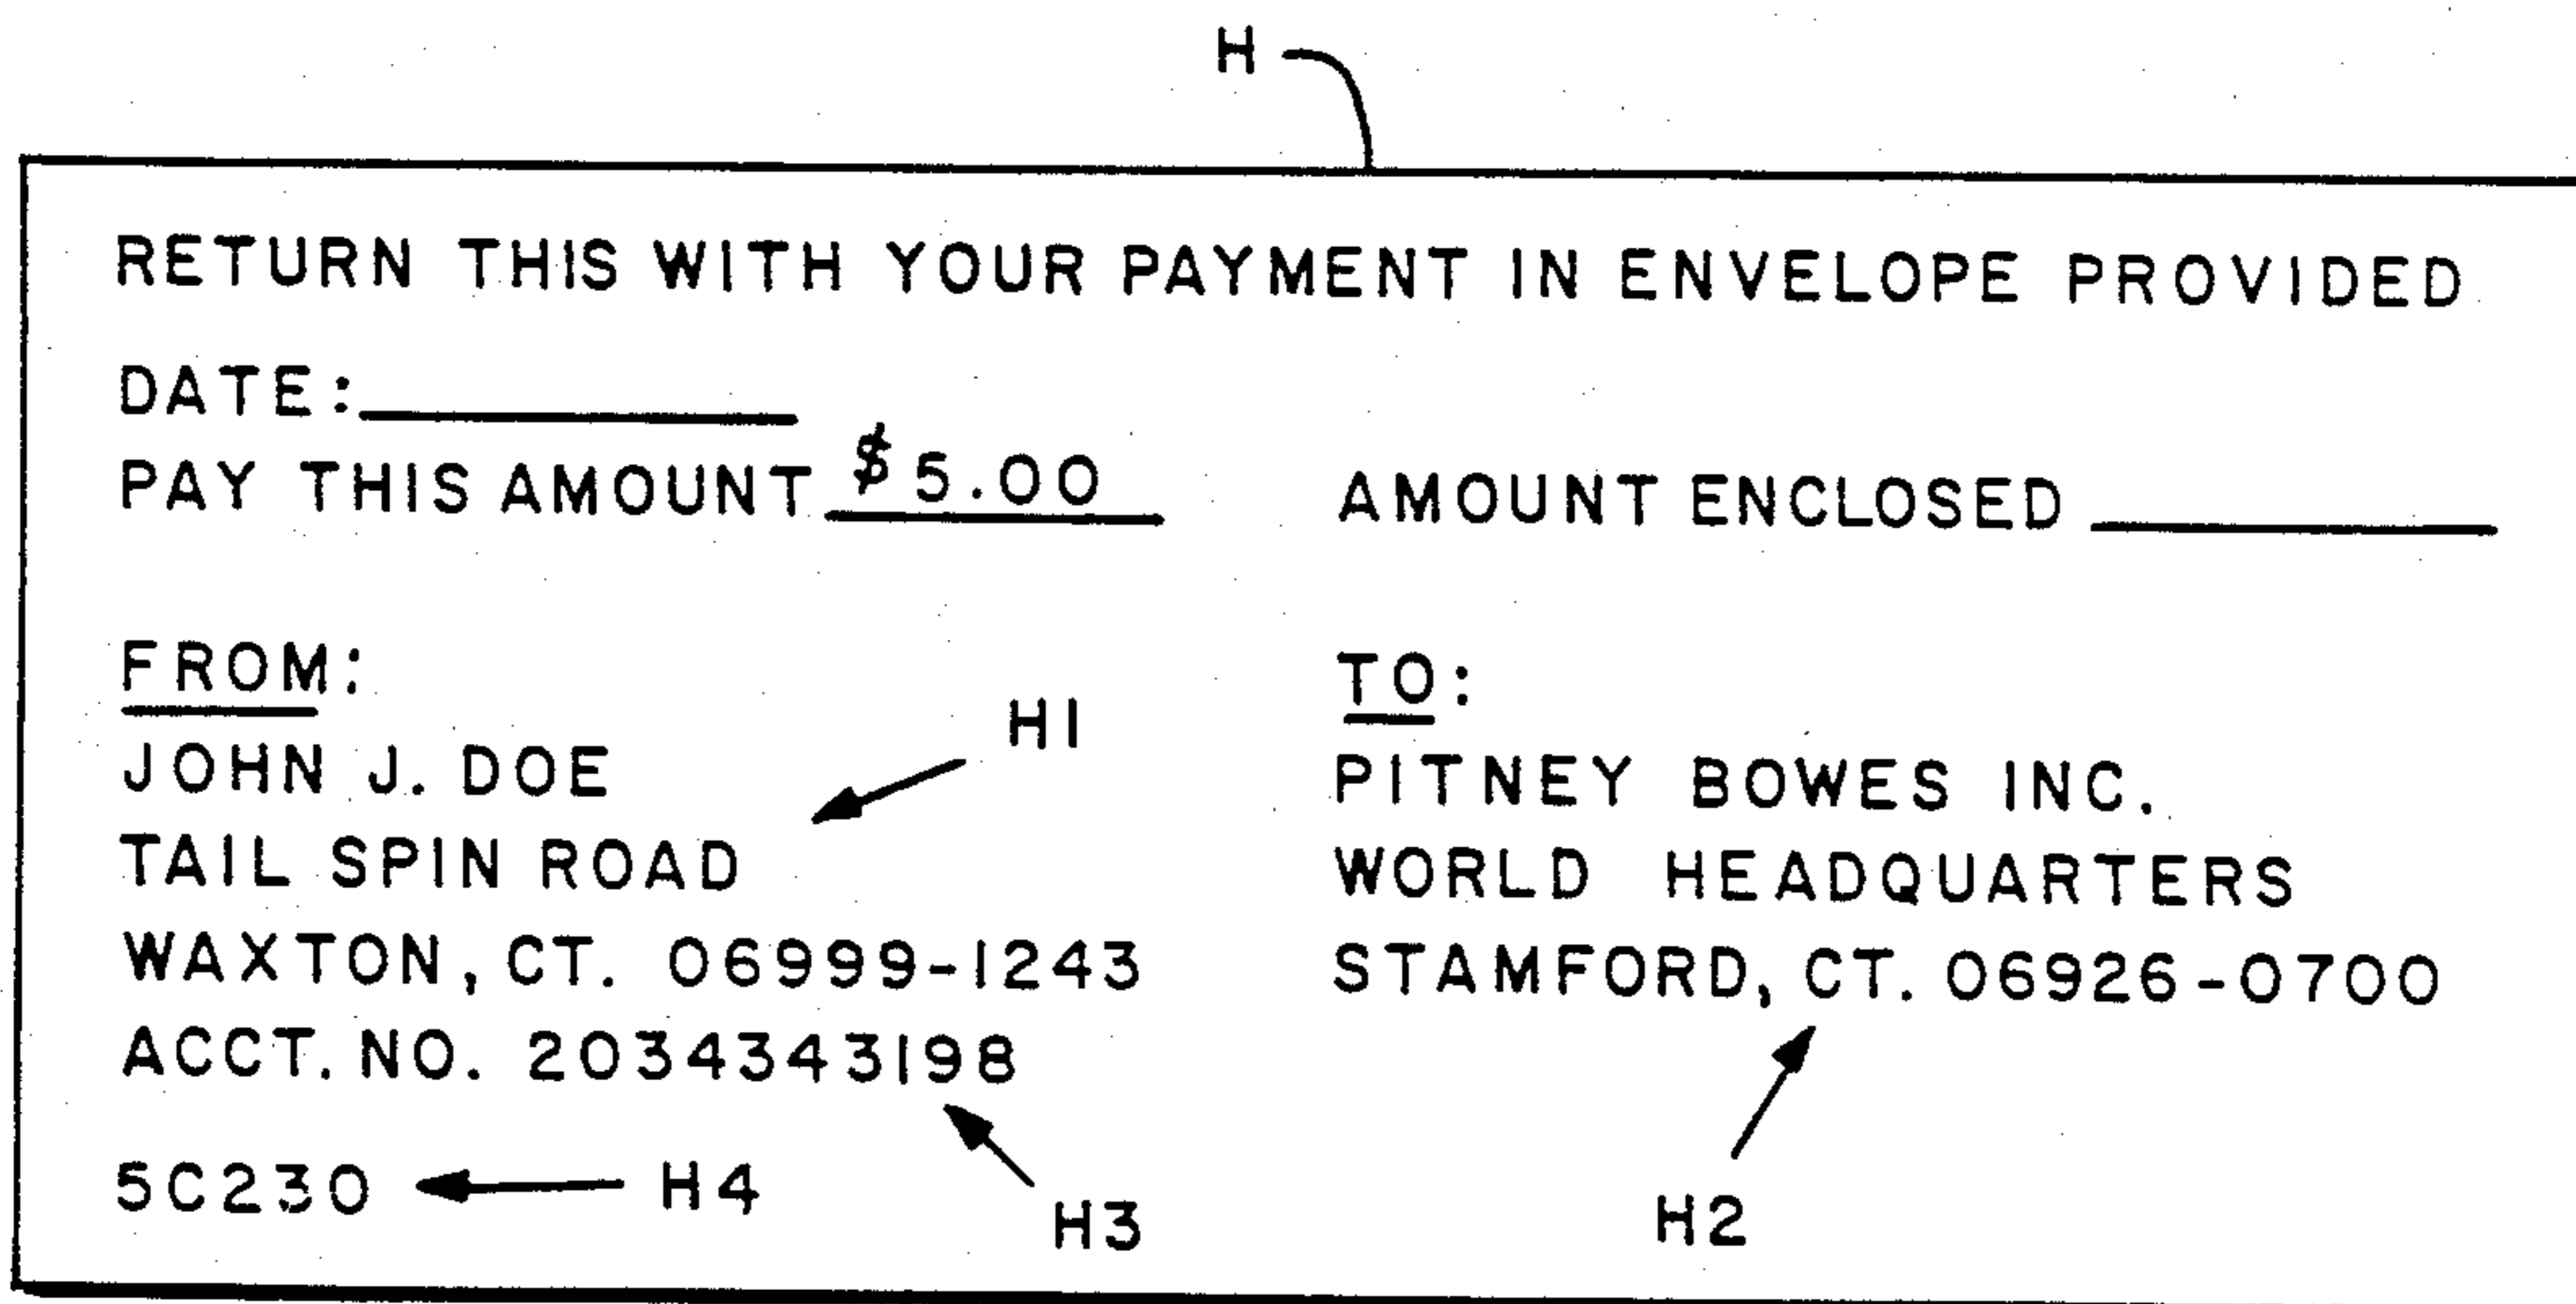 H
RETURN THIS WITH YOUR PAYMENT IN ENVELOPE PROVIDED
DATE:
PAY THIS AMOUNT $5.00 AMOUNT ENCLOSED
FROM:
JOHN J. DOE
TAIL SPIN ROAD
WAXTON, CT. 06999-1243
ACCT. NO. 2034343198
5C230
H1
H4
H3
TO:
PITNEY BOWES INC.
WORLD HEADQUARTERS
STAMFORD, CT. 06926-0700
H2